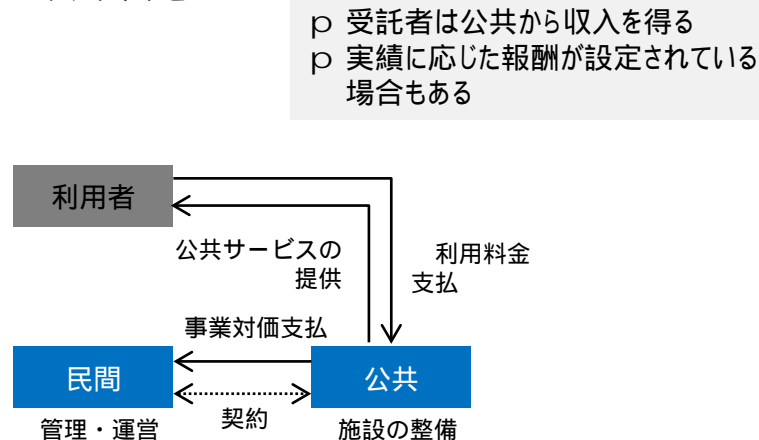 p 受託者は公共から収入を得る
p 実績に応じた報酬が設定されている
場合もある
利用者
公共サービスの
提供
利用料金
支払
事業対価支払
民間
公共
契約
管理・運営
施設の整備